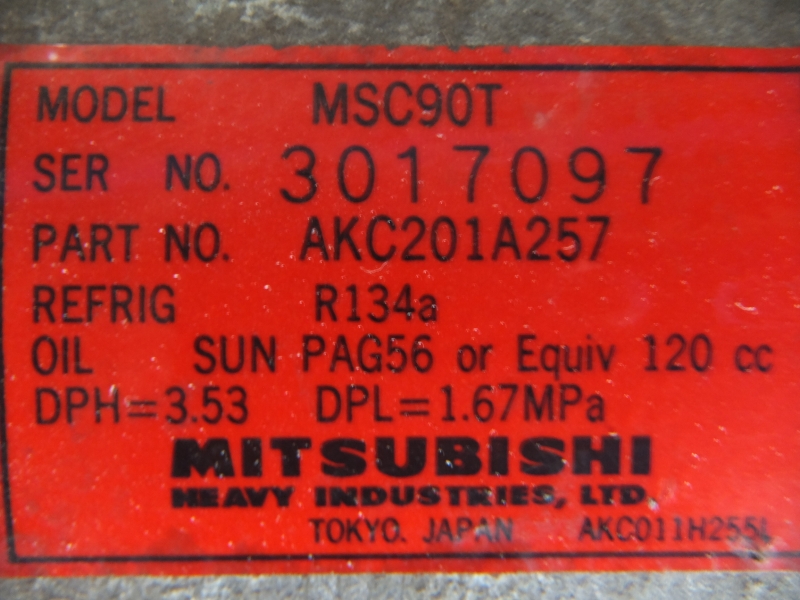 MODEL MSC90T
SER NO. 3017097
PART NO. AKC201A257
REFRIG R134a
OIL SUN PAG56 or Equiv 120 cc
DPH=3.53 DPL=1.67MPa
MITSUBISHI
HEAVY INDUSTRIES, LTD.
TOKYO. JAPAN AKC011H255L